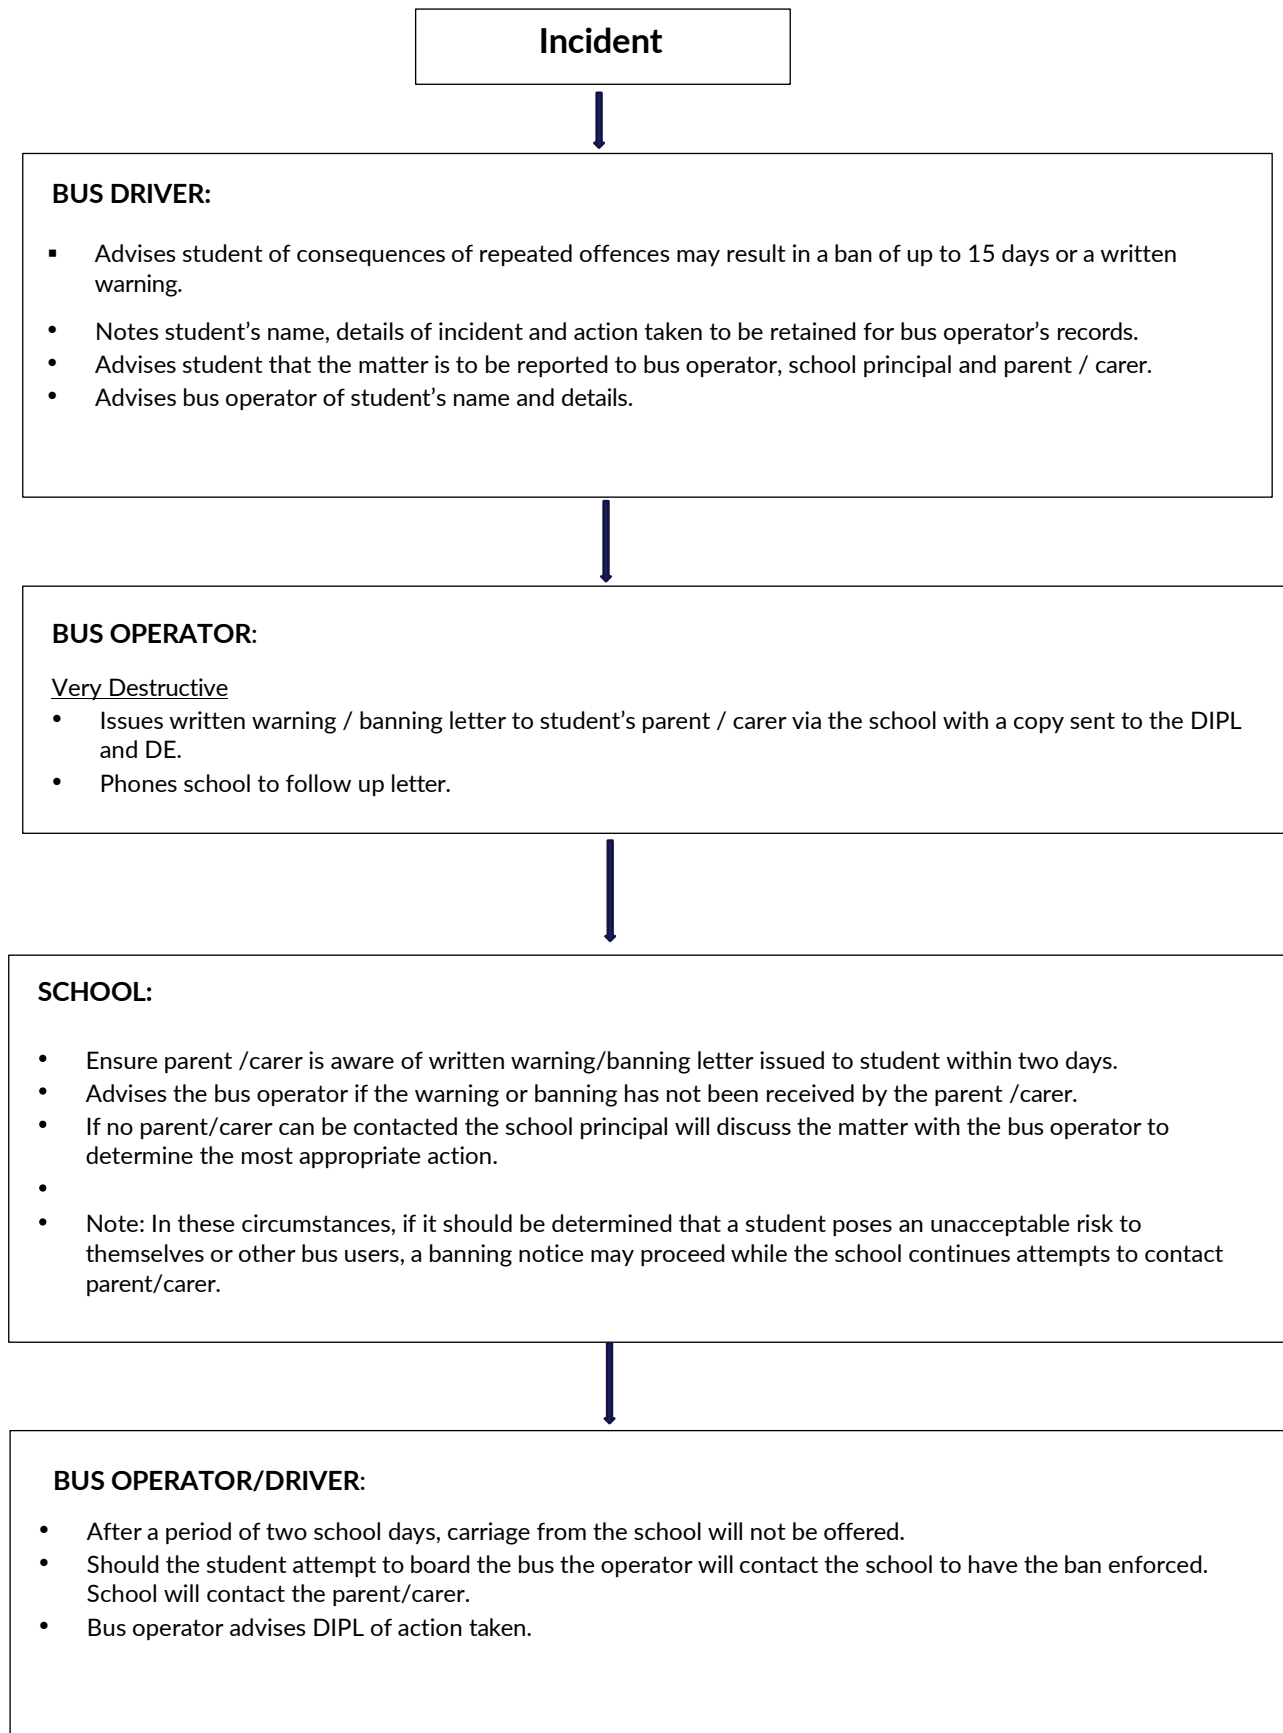 Incident
BUS DRIVER:
▪ Advises student of consequences of repeated offences may result in a ban of up to 15 days or a written
warning.
• Notes student’s name, details of incident and action taken to be retained for bus operator’s records.
• Advises student that the matter is to be reported to bus operator, school principal and parent / carer.
• Advises bus operator of student’s name and details.
BUS OPERATOR:
Very Destructive
• Issues written warning / banning letter to student’s parent / carer via the school with a copy sent to the DIPL
and DE.
• Phones school to follow up letter.
SCHOOL:
• Ensure parent /carer is aware of written warning/banning letter issued to student within two days.
• Advises the bus operator if the warning or banning has not been received by the parent /carer.
• If no parent/carer can be contacted the school principal will discuss the matter with the bus operator to
determine the most appropriate action.
•
• Note: In these circumstances, if it should be determined that a student poses an unacceptable risk to
themselves or other bus users, a banning notice may proceed while the school continues attempts to contact
parent/carer.
BUS OPERATOR/DRIVER:
• After a period of two school days, carriage from the school will not be offered.
• Should the student attempt to board the bus the operator will contact the school to have the ban enforced.
School will contact the parent/carer.
• Bus operator advises DIPL of action taken.